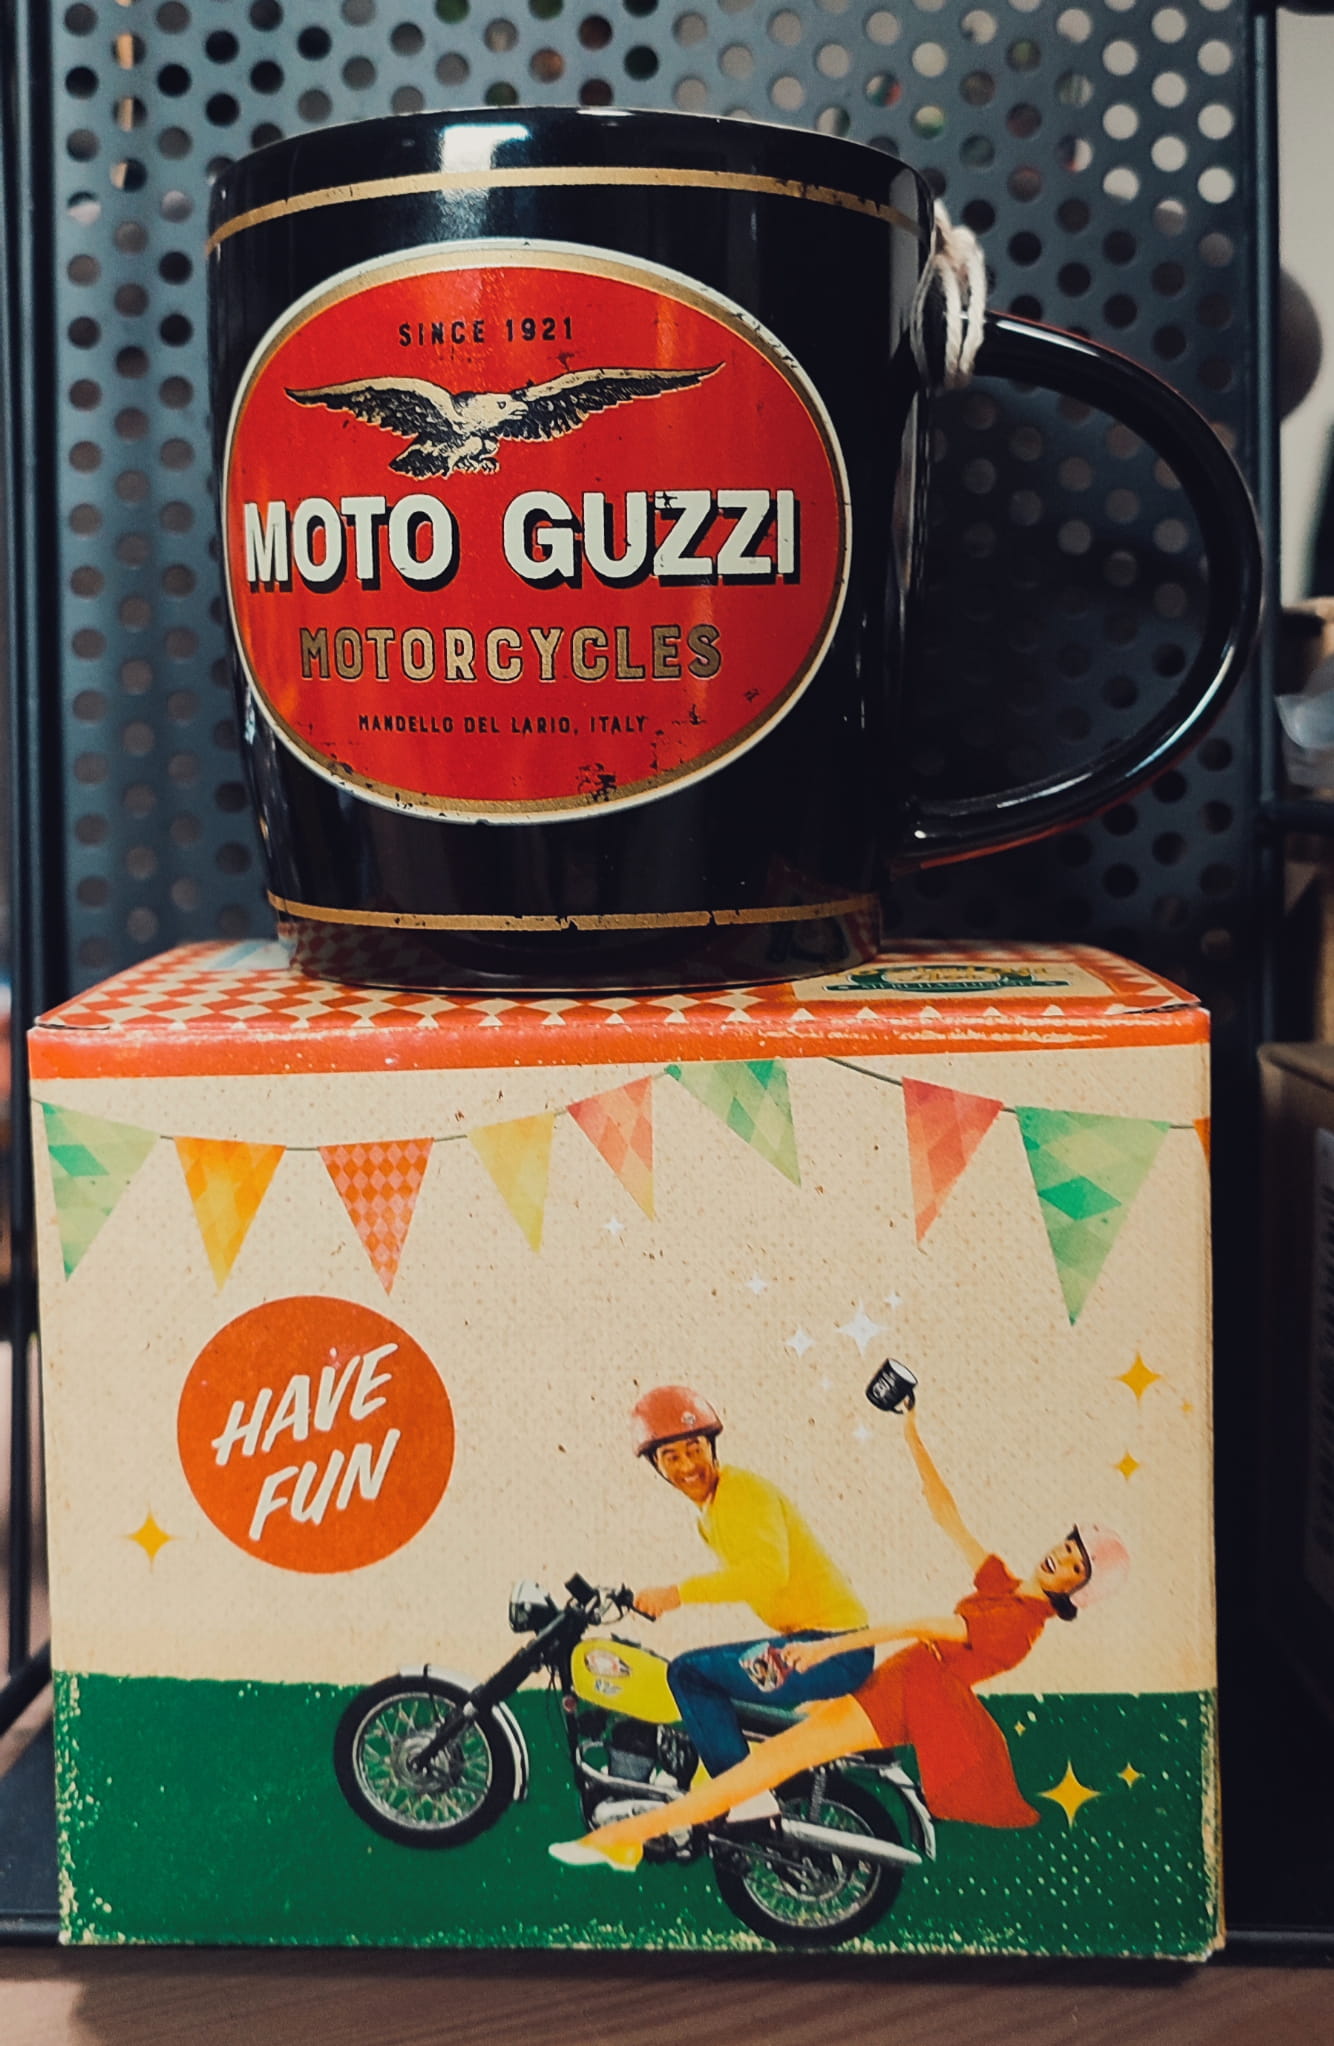 SINCE 1921
MOTO GUZZI
MOTORCYCLES
MANDELLO DEL LARIO, ITALY
HAVE
FUN